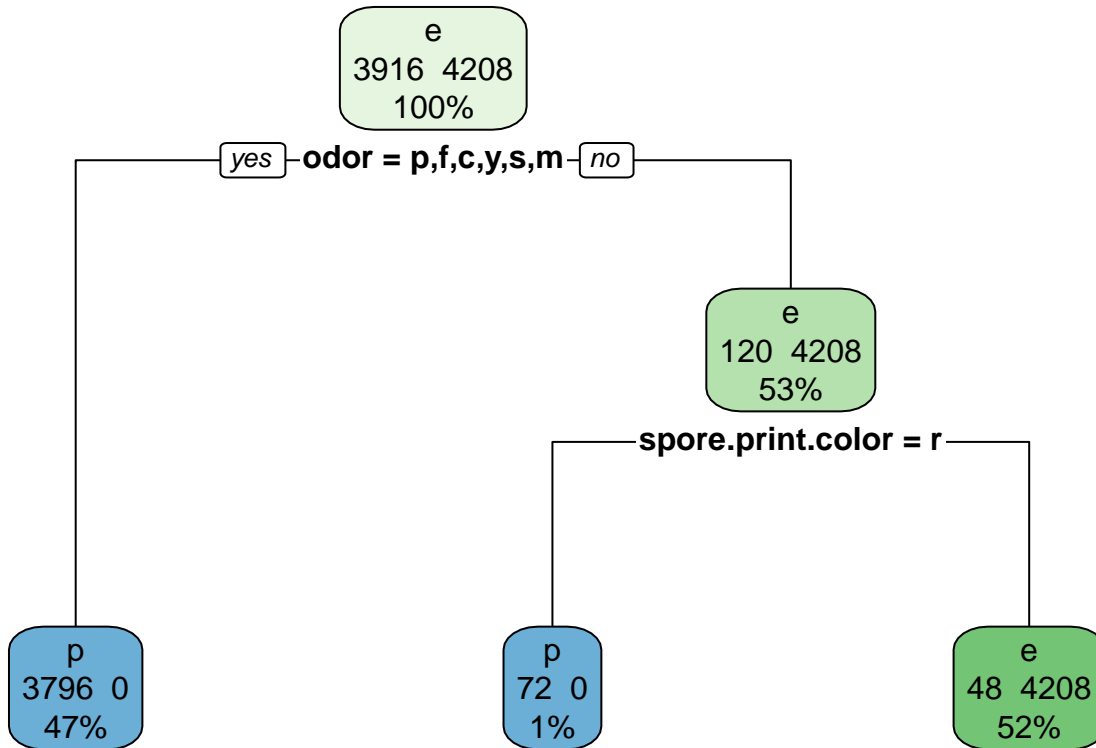 e
3916 4208
100%
yes odor = p,f,c,y,s,m no
e
120 4208
53%
spore.print.color = r
p
3796 0
47%
p
72 0
1%
e
48 4208
52%